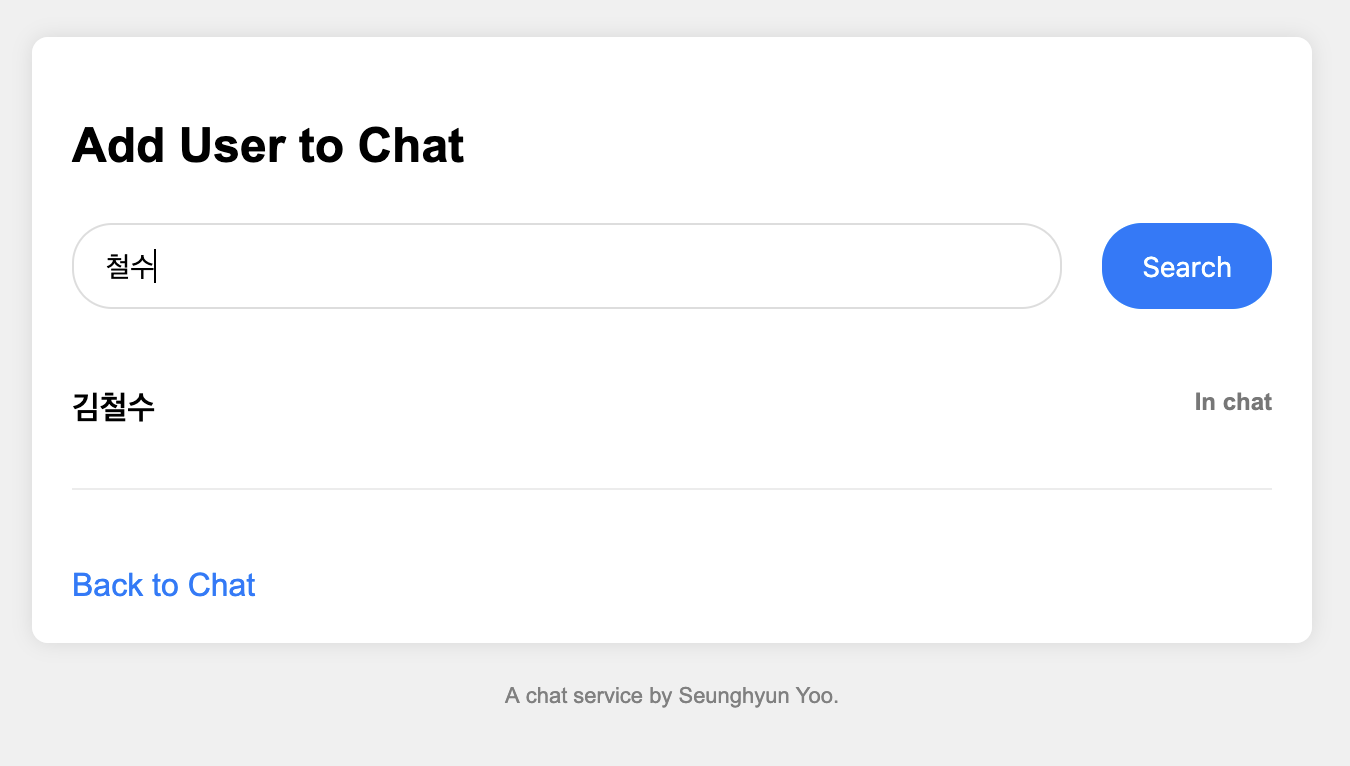 Add User to Chat
철수
Search
김철수
In chat
Back to Chat
A chat service by Seunghyun Yoo.